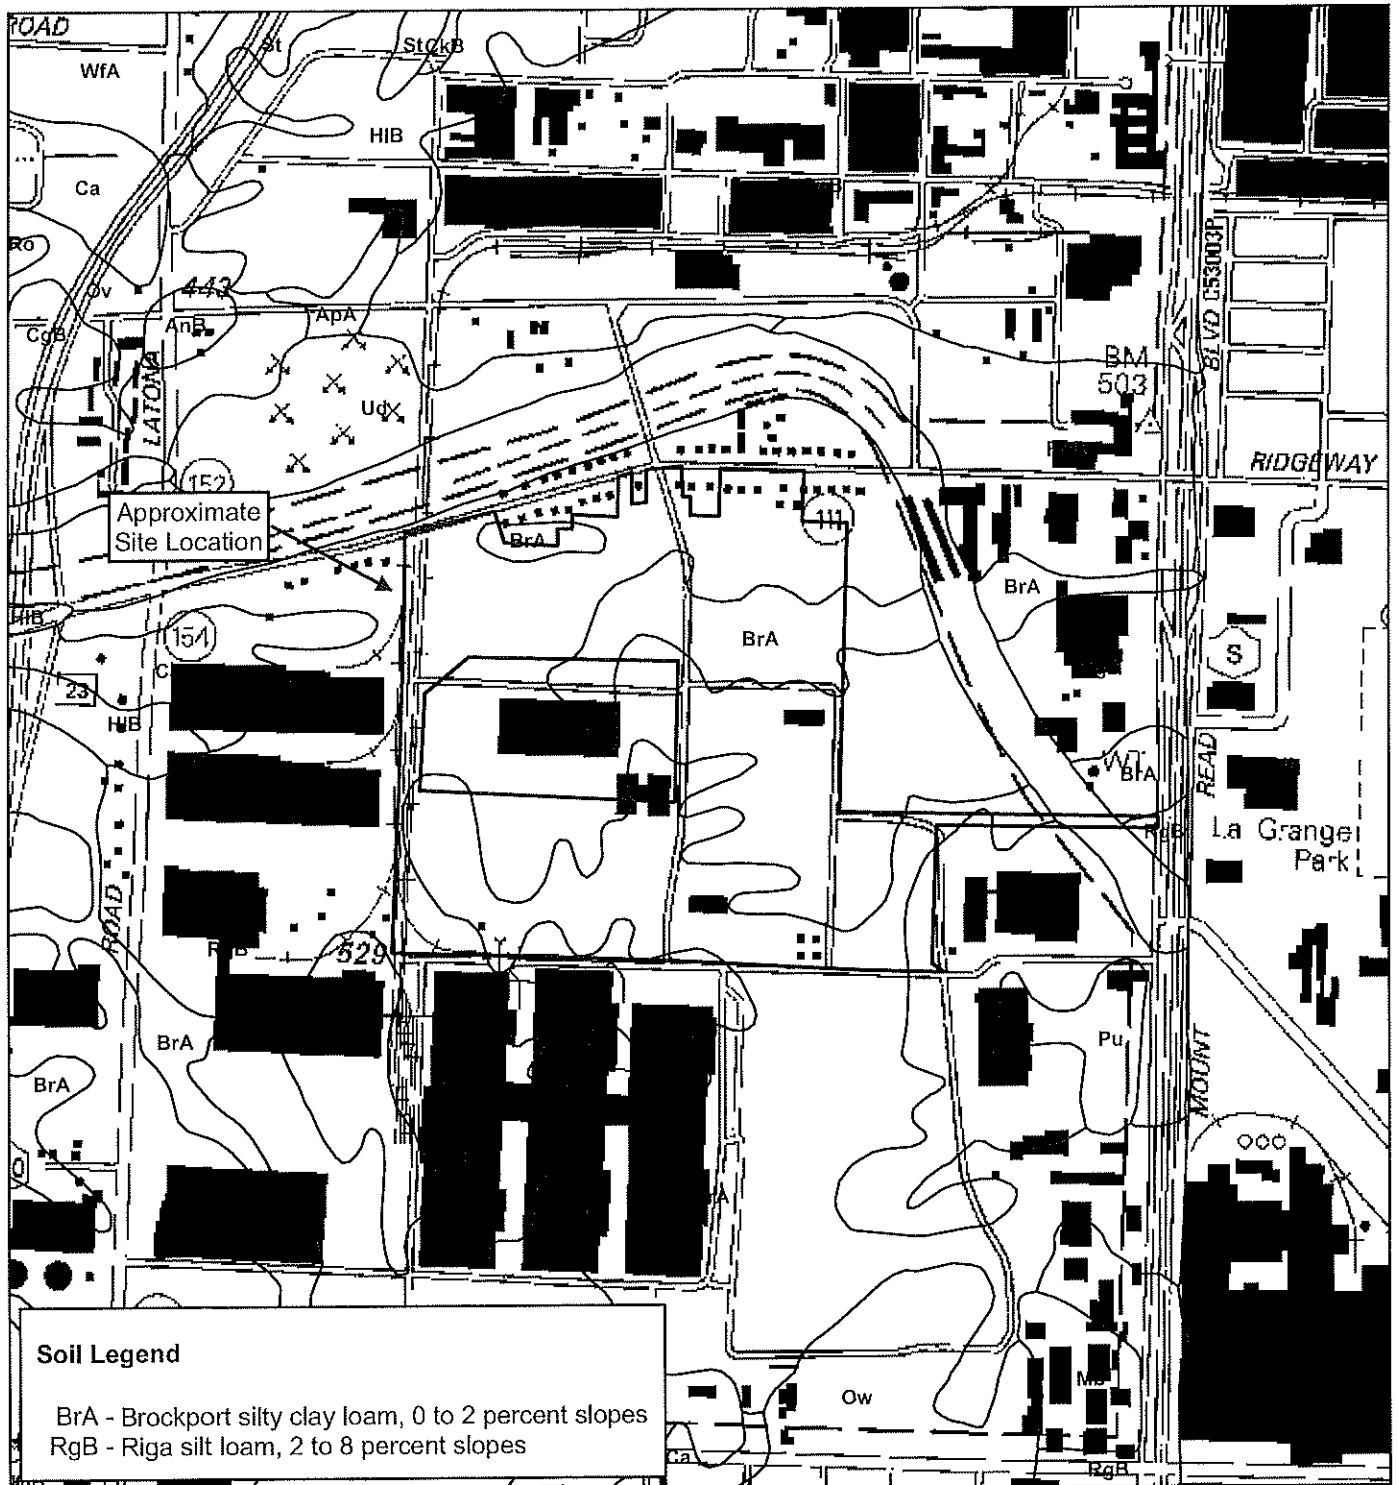 ROAD
St
StCkB
WfA
HlB
Ca
Ro
Ov
443
CgB
AnB
ApA
LATONA
BLVD
C53003P
BM
503
Ud
152
RIDGEWAY
Approximate
Site Location
111
BrA
BrA
HlB
151
BrA
S
23
HlB
BrA
READ
RgB
La Grange
Park
ROAD
RgB
529
BrA
Pu
MOUNT
BrA
Soil Legend
Ow
BrA - Brockport silty clay loam, 0 to 2 percent slopes
RgB - Riga silt loam, 2 to 8 percent slopes
Ca
RgB